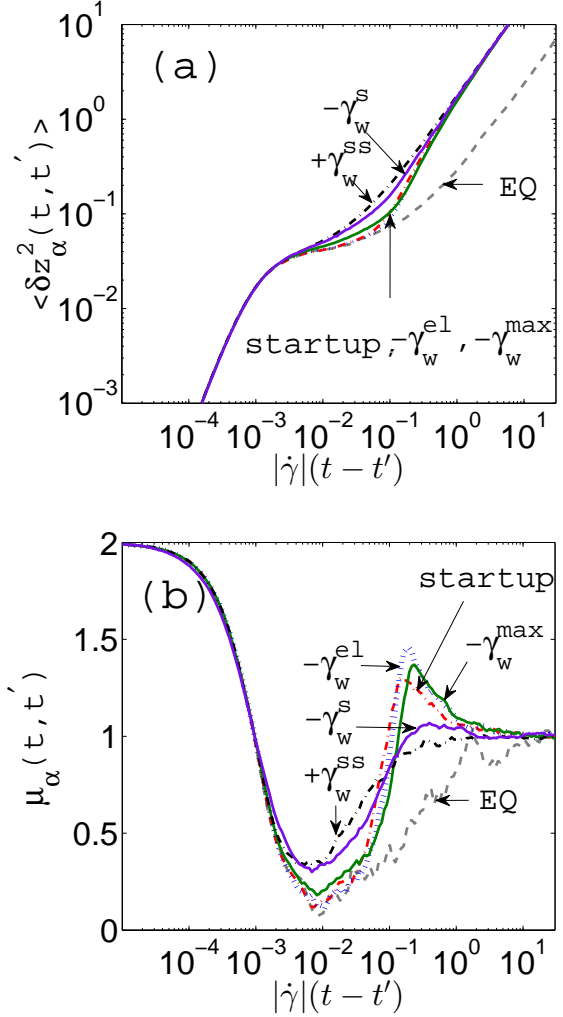 (a)
<δz²_α(t,t′)>
10^1
10^0
10^−1
10^−2
10^−3
−γ_w^s
+γ_w^ss
EQ
startup,−γ_w^el,−γ_w^max
10^−4 10^−3 10^−2 10^−1 10^0 10^1
|γ̇|(t − t′)
(b)
μ_α(t,t′)
2
1.5
1
0.5
0
startup
−γ_w^el
−γ_w^max
−γ_w^s
+γ_w^ss
EQ
10^−4 10^−3 10^−2 10^−1 10^0 10^1
|γ̇|(t − t′)